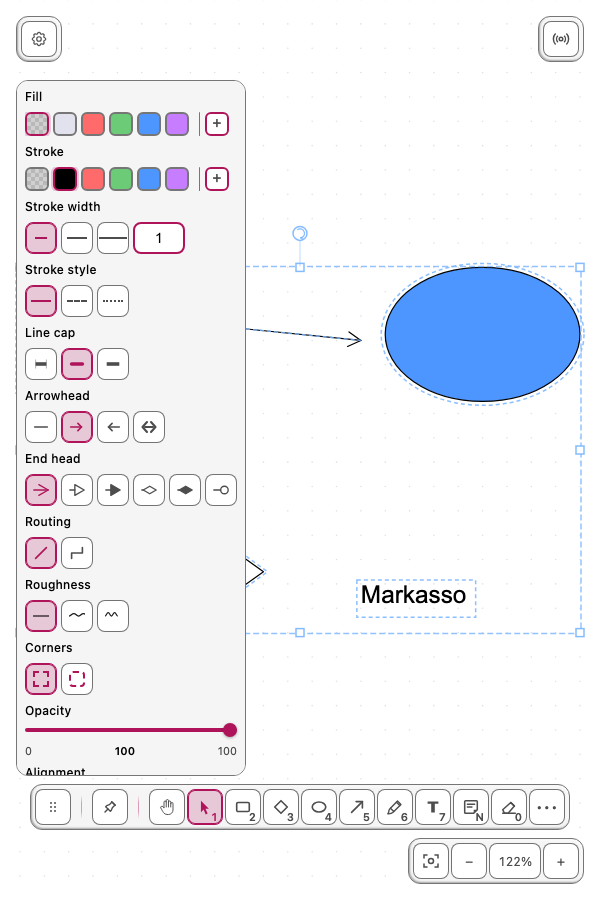 Fill
+
Stroke
+
Stroke width
1
Stroke style
Line cap
Arrowhead
End head
Routing
Roughness
Corners
Opacity
0 100 100
Alignment
Markasso
1 2 3 4 5 6 T 7 N 0 ...
− 122% +